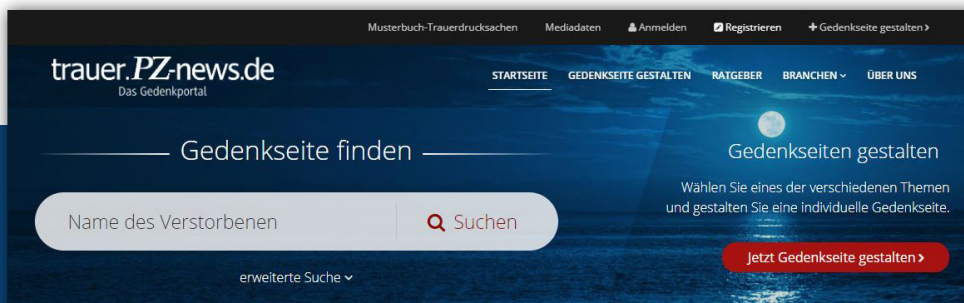 Musterbuch-Trauerdrucksachen Mediadaten Anmelden Registrieren + Gedenkseite gestalten >
trauer.PZ-news.de
Das Gedenkportal
STARTSEITE GEDENKSEITE GESTALTEN RATGEBER BRANCHEN ÜBER UNS
Gedenkseite finden
Name des Verstorbenen Suchen
erweiterte Suche
Gedenkseiten gestalten
Wählen Sie eines der verschiedenen Themen
und gestalten Sie eine individuelle Gedenkseite.
Jetzt Gedenkseite gestalten >